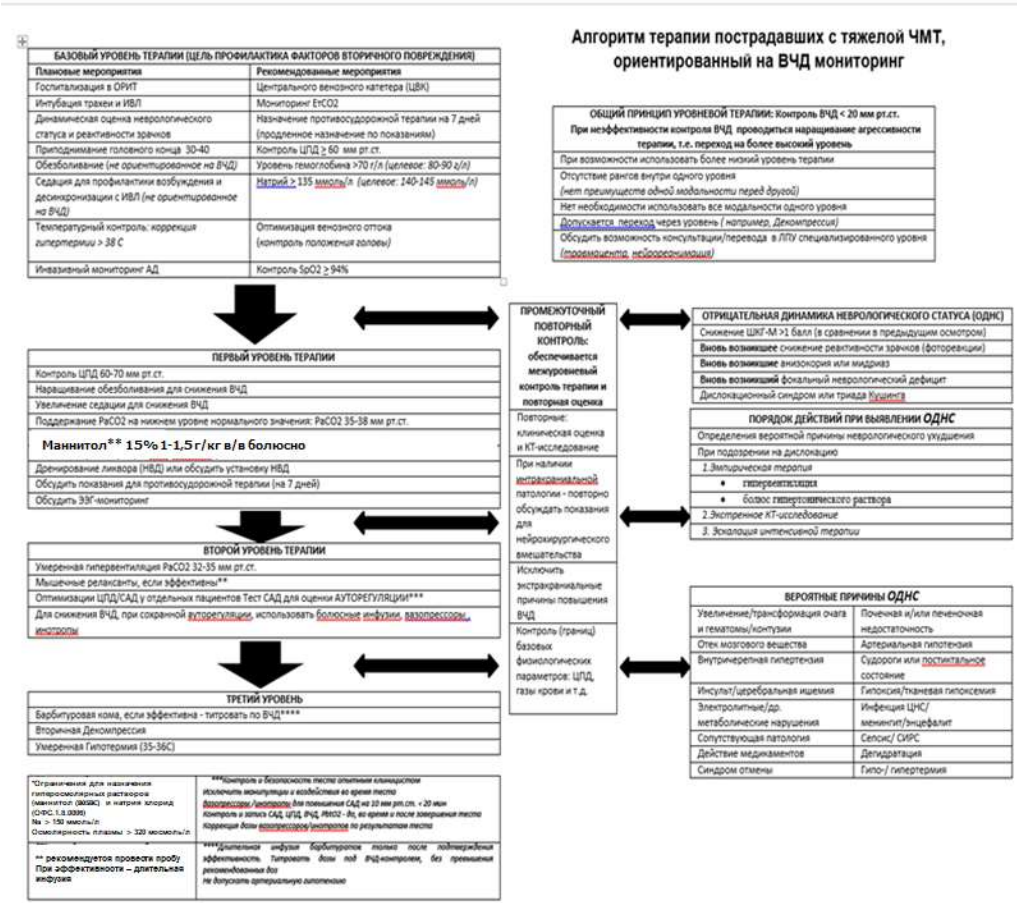 Алгоритм терапии пострадавших с тяжелой ЧМТ,
ориентированный на ВЧД мониторинг
БАЗОВЫЙ УРОВЕНЬ ТЕРАПИИ (ЦЕЛЬ ПРОФИЛАКТИКА ФАКТОРОВ ВТОРИЧНОГО ПОВРЕЖДЕНИЯ)
Плановые мероприятия
Рекомендованные мероприятия
Госпитализация в ОРИТ
Центрального венозного катетера (ЦВК)
Интубация трахеи и ИВЛ
Мониторинг EtCO2
Динамическая оценка неврологического
статуса и реактивности зрачков
Назначение противосудорожной терапии на 7 дней
(продленное назначение по показаниям)
Приподнимание головного конца 30-40
Контроль ЦПД ≥ 60 мм рт.ст.
Обезболивание (не ориентированное на ВЧД)
Уровень гемоглобина >70 г/л (целевое: 80-90 г/л)
Седация для профилактики возбуждения и
десинхронизации с ИВЛ (не ориентированное
на ВЧД)
Натрий ≥ 135 ммоль/л (целевое: 140-145 ммоль/л)
Температурный контроль: коррекция
гипертермии > 38 С
Оптимизация венозного оттока
(контроль положения головы)
Инвазивный мониторинг АД
Контроль SpO2 ≥ 94%
ОБЩИЙ ПРИНЦИП УРОВНЕВОЙ ТЕРАПИИ: Контроль ВЧД < 20 мм рт.ст.
При неэффективности контроля ВЧД проводиться наращивание агрессивности
терапии, т.е. переход на более высокий уровень
При возможности использовать более низкий уровень терапии
Отсутствие рангов внутри одного уровня
(нет преимуществ одной модальности перед другой)
Нет необходимости использовать все модальности одного уровня
Допускается переход через уровень ( например, Декомпрессия)
Обсудить возможность консультации/перевода в ЛПУ специализированного уровня
(травмацента, нейрореанимация)
ПЕРВЫЙ УРОВЕНЬ ТЕРАПИИ
Контроль ЦПД 60-70 мм рт.ст.
Наращивание обезболивания для снижения ВЧД
Увеличение седации для снижения ВЧД
Поддержание PaCO2 на нижнем уровне нормального значения: PaCO2 35-38 мм рт.ст.
Маннитол** 15% 1-1,5 г/кг в/в болюсно
Дренирование ликвора (НВД) или обсудить установку НВД
Обсудить показания для противосудорожной терапии (на 7 дней)
Обсудить ЭЭГ-мониторинг
ВТОРОЙ УРОВЕНЬ ТЕРАПИИ
Умеренная гипервентиляция PaCO2 32-35 мм рт.ст.
Мышечные релаксанты, если эффективны**
Оптимизации ЦПД/САД у отдельных пациентов Тест САД для оценки АУТОРЕГУЛЯЦИИ***
Для снижения ВЧД, при сохранной ауторегуляции, использовать болюсные инфузии, вазопрессоры,
инотропы
ТРЕТИЙ УРОВЕНЬ
Барбитуровая кома, если эффективна - титровать по ВЧД****
Вторичная Декомпрессия
Умеренная Гипотермия (35-36С)
ПРОМЕЖУТОЧНЫЙ
ПОВТОРНЫЙ
КОНТРОЛЬ:
обеспечивается
межуровневый
контроль терапии и
повторная оценка
Повторные:
клиническая оценка
и КТ-исследование
При наличии
интракраниальной
патологии - повторно
обсуждать показания
для
нейрохирургического
вмешательства
Исключить
экстракраниальные
причины повышения
ВЧД
Контроль (границ)
базовых
физиологических
параметров: ЦПД,
газы крови и т.д.
ОТРИЦАТЕЛЬНАЯ ДИНАМИКА НЕВРОЛОГИЧЕСКОГО СТАТУСА (ОДНС)
Снижение ШКГ-М >1 балл (в сравнении в предыдущим осмотром)
Вновь возникшее снижение реактивности зрачков (фотореакции)
Вновь возникшие анизокория или мидриаз
Вновь возникший фокальный неврологический дефицит
Дислокационный синдром или триада Кушинга
ПОРЯДОК ДЕЙСТВИЙ ПРИ ВЫЯВЛЕНИИ ОДНС
Определения вероятной причины неврологического ухудшения
При подозрении на дислокацию
1.Эмпирическая терапия
• гипервентиляция
• болюс гипертонического раствора
2.Экстренное КТ-исследование
3. Эскалация интенсивной терапии
ВЕРОЯТНЫЕ ПРИЧИНЫ ОДНС
Увеличение/трансформация очага
и гематомы/контузии
Почечная и/или печеночная
недостаточность
Отек мозгового вещества
Артериальная гипотензия
Внутричерепная гипертензия
Судороги или постиктальное
состояние
Инсульт/церебральная ишемия
Гипоксия/тканевая гипоксемия
Электролитные/др.
метаболические нарушения
Инфекция ЦНС/
менингит/энцефалит
Сопутствующая патология
Сепсис/ СИРС
Действие медикаментов
Дегидратация
Синдром отмены
Гипо-/ гипертермия
*Ограничения для назначения
гиперосмолярных растворов
(маннитол (B05BC) и натрия хлорид
(ОФС.1.8.0006)
Na > 150 ммоль/л
Осмолярность плазмы > 320 мосмоль/л
***Контроль и безопасность теста опытным клиницистом
Исключить манипуляции и воздействия во время теста
Вазопрессоры /инотропы для повышения САД на 10 мм рт.ст. < 20 мин
Контроль и запись САД, ЦПД, ВЧД, PbtO2 - до, во время и после завершения теста
Коррекция дозы вазопрессоров/инотропов по результатам теста
** рекомендуется провести пробу
При эффективности – длительная
инфузия
****Длительная инфузия барбитуратов только после подтверждения
эффективность. Титровать дозы под ВЧД-контролем, без превышения
рекомендованных доз
Не допускать артериальную гипотензию